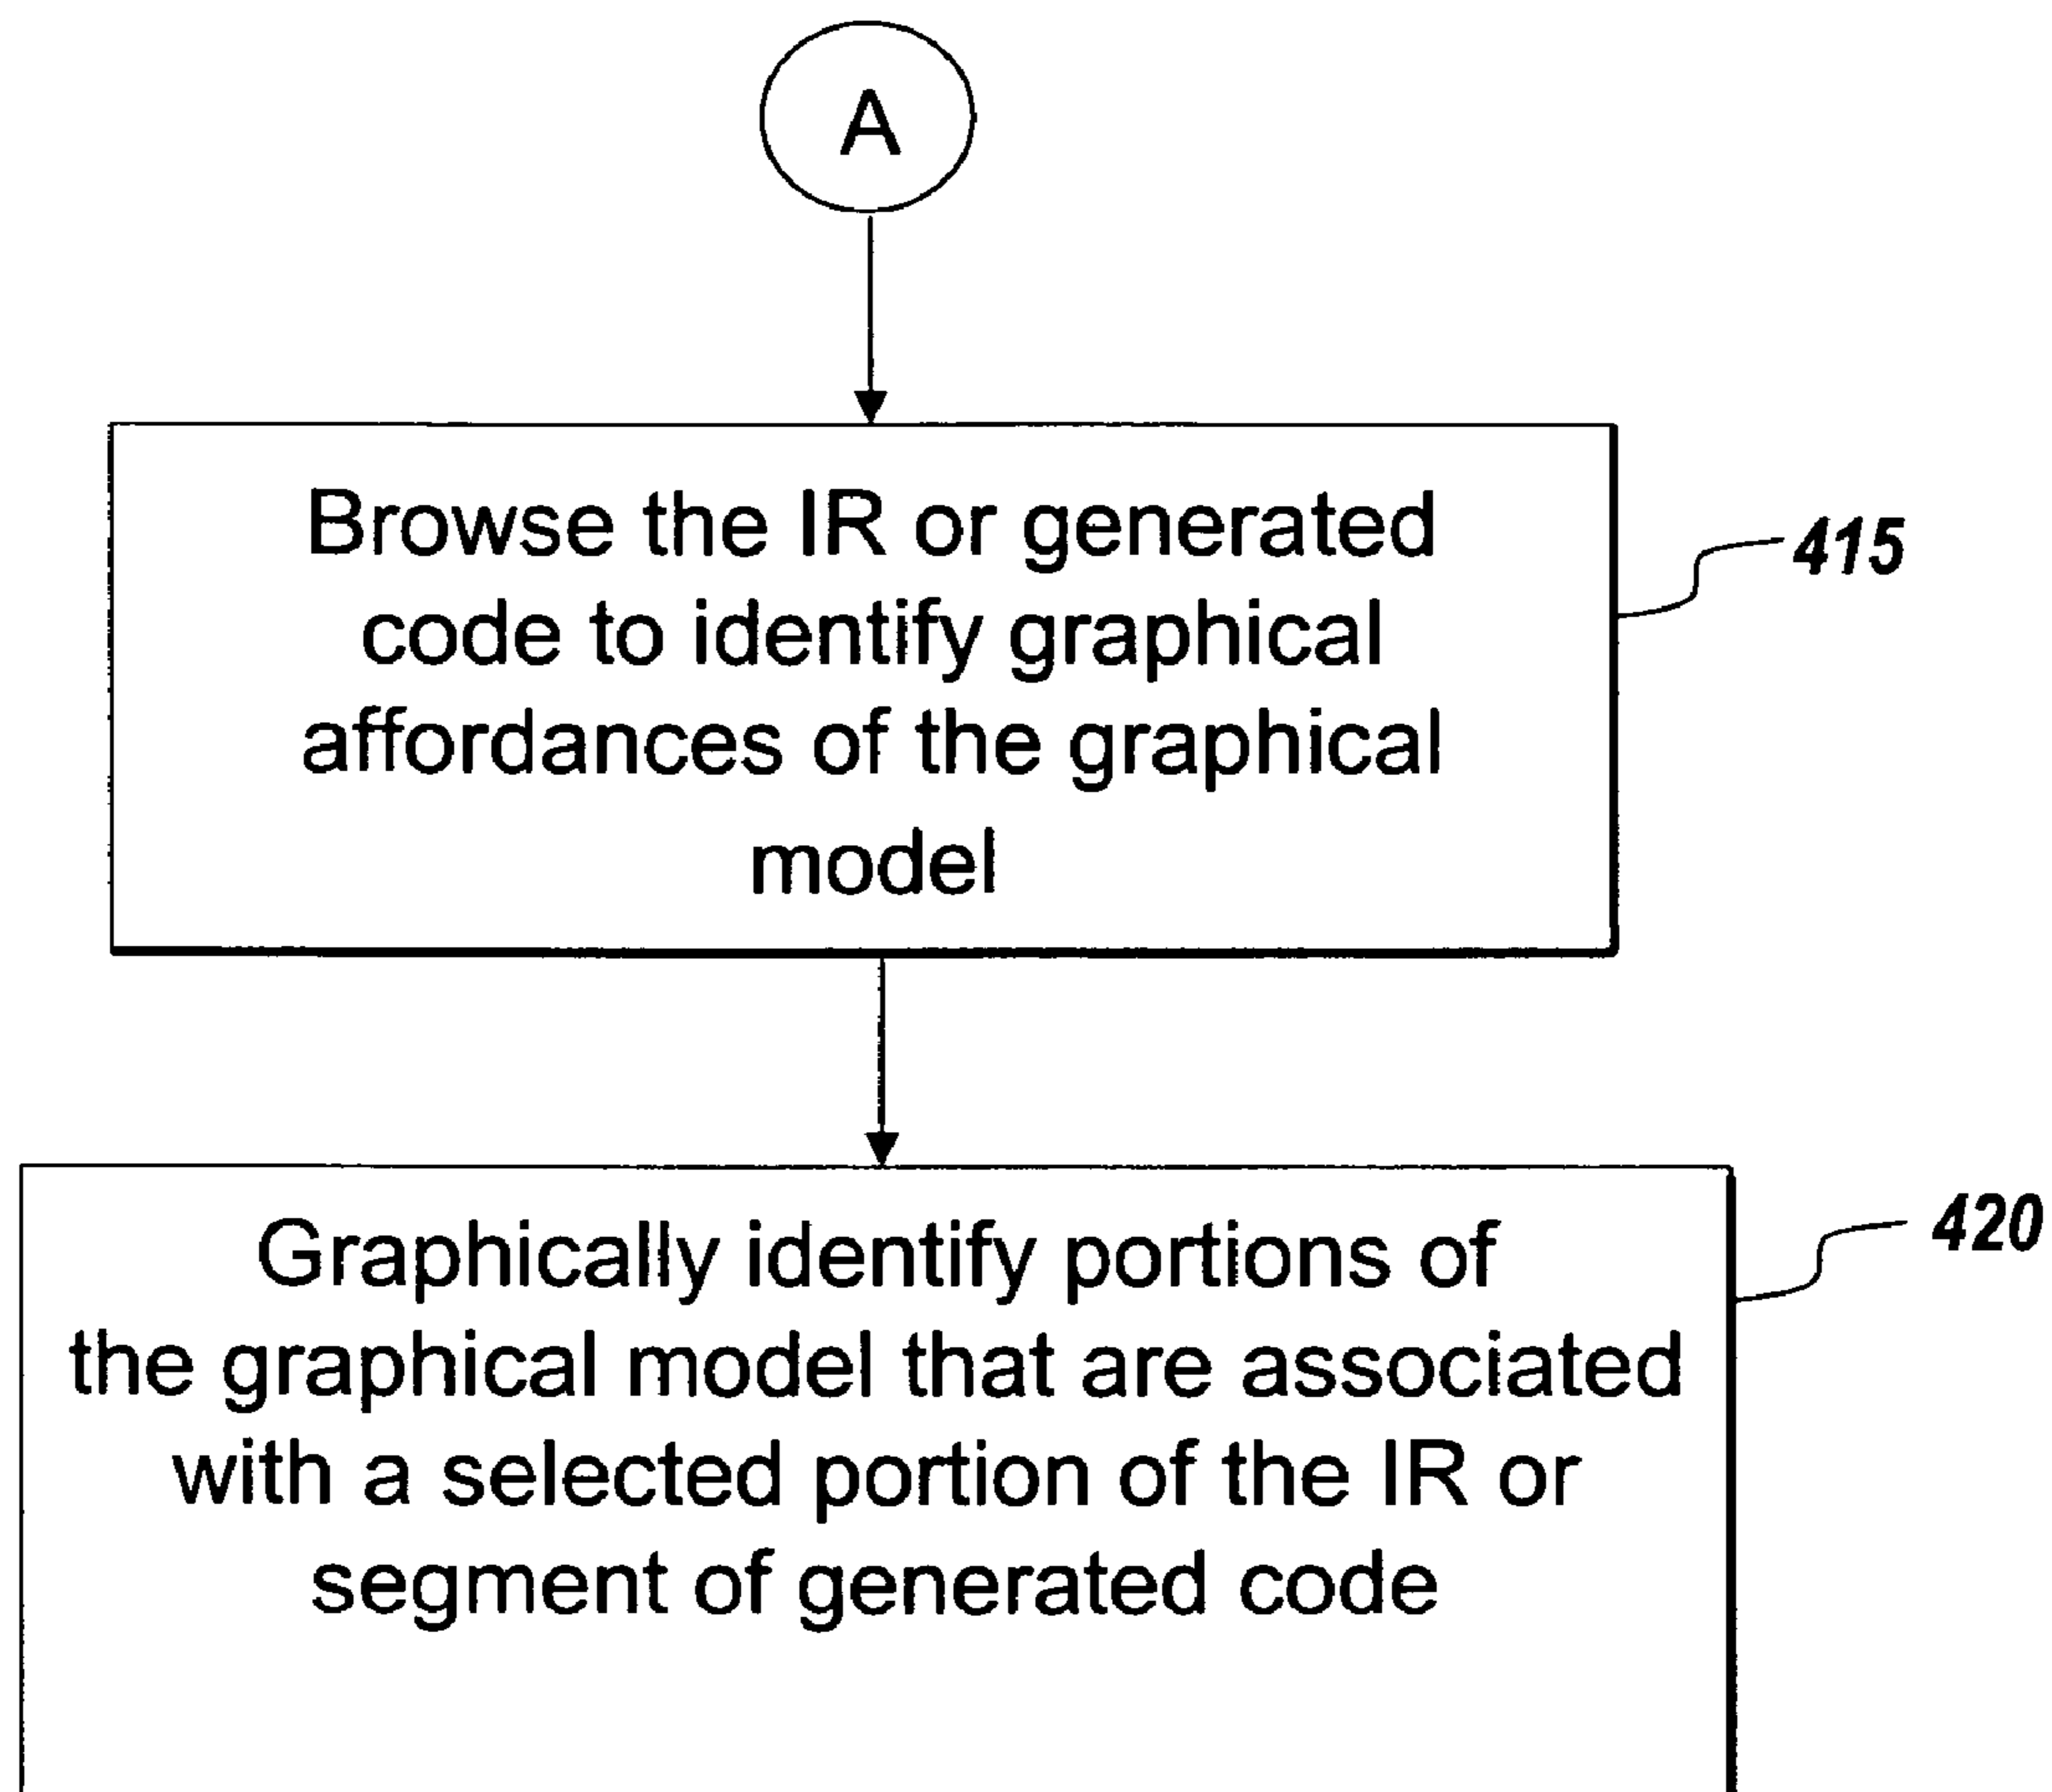 A
Browse the IR or generated
code to identify graphical
affordances of the graphical
model
415
Graphically identify portions of
the graphical model that are associated
with a selected portion of the IR or
segment of generated code
420